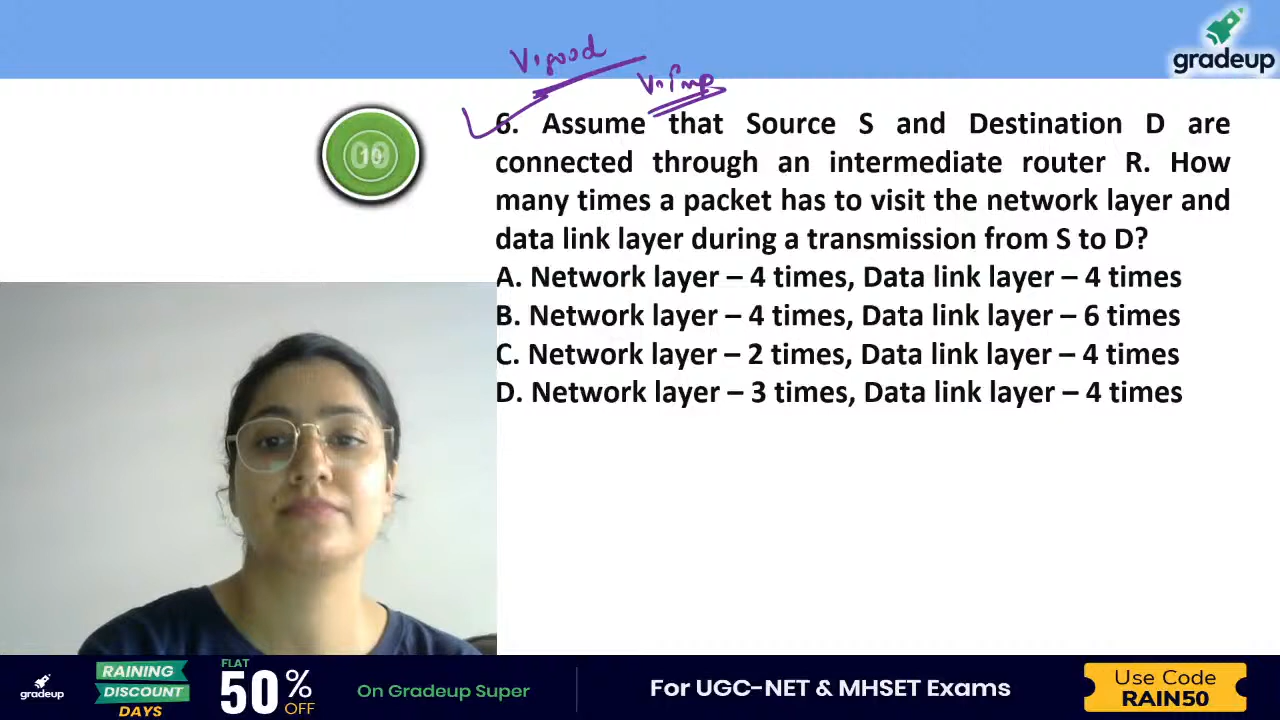 gradeup
V.good
V.Imp
6. Assume that Source S and Destination D are
connected through an intermediate router R. How
many times a packet has to visit the network layer and
data link layer during a transmission from S to D?
A. Network layer – 4 times, Data link layer – 4 times
B. Network layer – 4 times, Data link layer – 6 times
C. Network layer – 2 times, Data link layer – 4 times
D. Network layer – 3 times, Data link layer – 4 times
gradeup
RAINING
DISCOUNT
DAYS
FLAT
50%
OFF
On Gradeup Super
For UGC-NET & MHSET Exams
Use Code
RAIN50